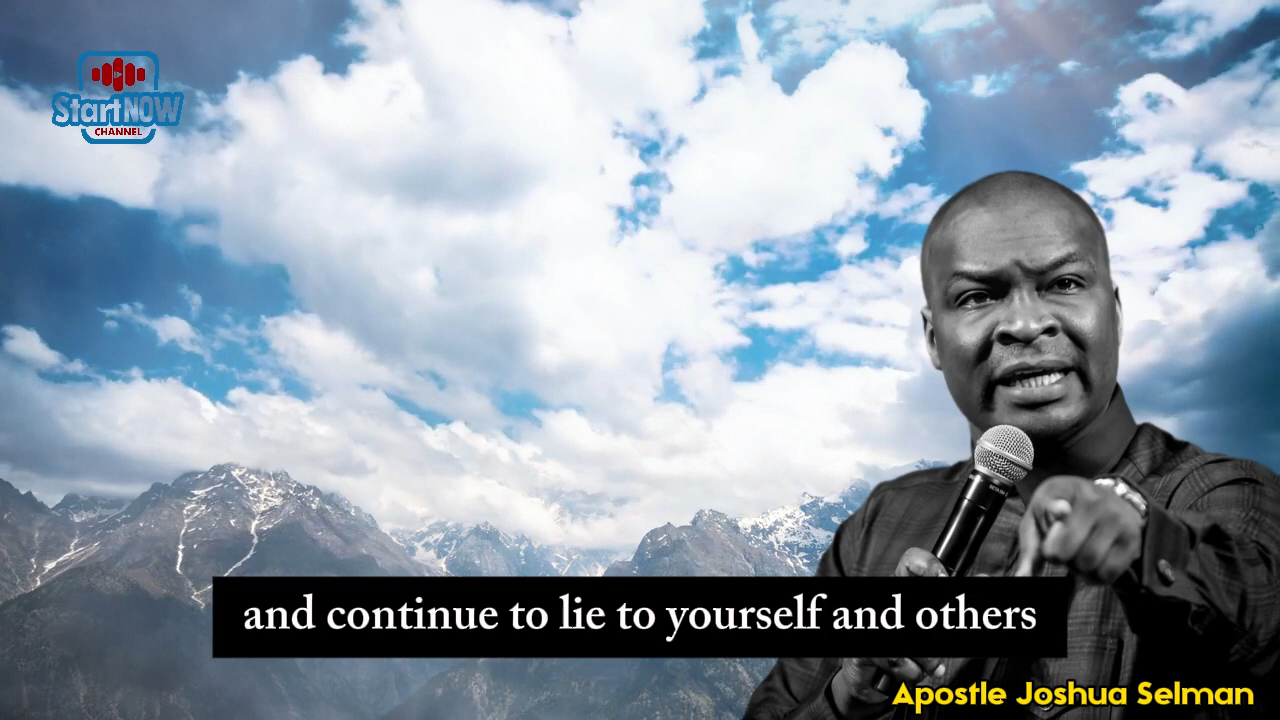 StartNOW
CHANNEL
and continue to lie to yourself and others
Apostle Joshua Selman